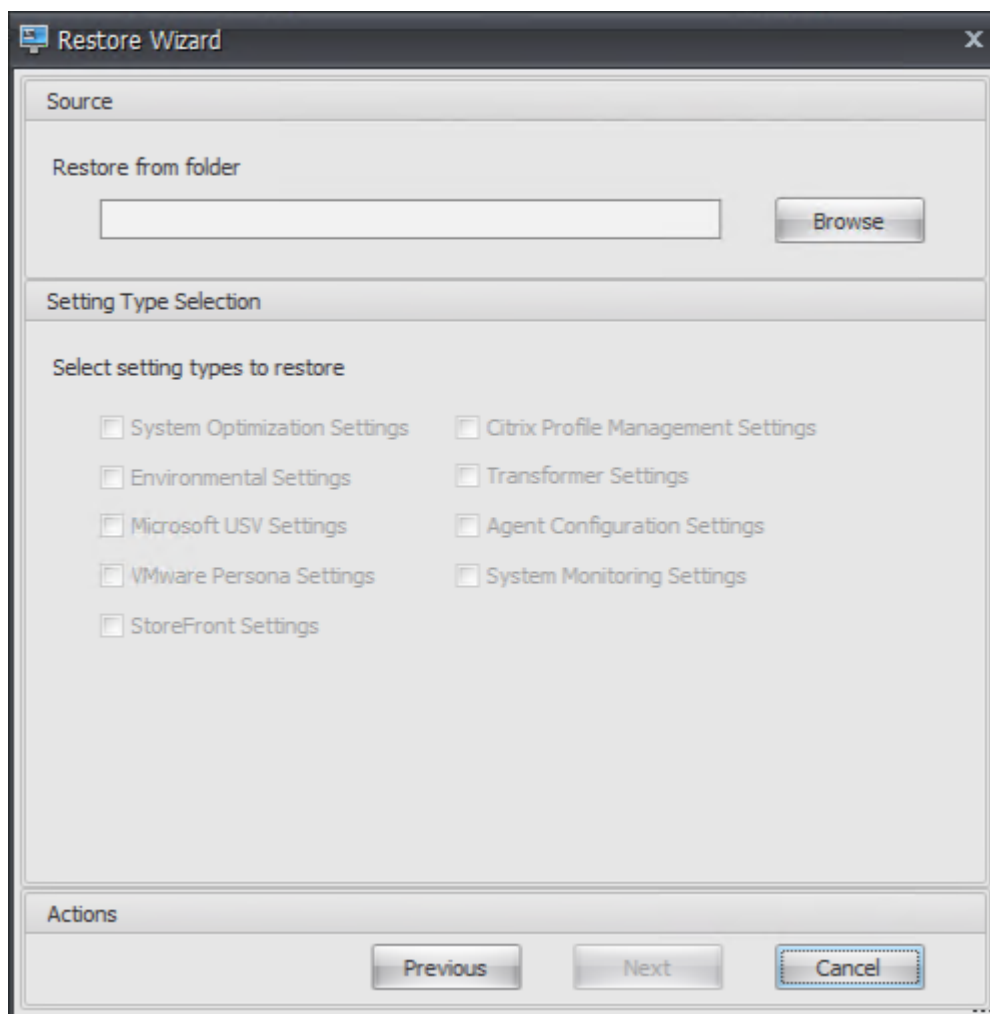 Restore Wizard
Source
Restore from folder
Browse
Setting Type Selection
Select setting types to restore
System Optimization Settings
Citrix Profile Management Settings
Environmental Settings
Transformer Settings
Microsoft USV Settings
Agent Configuration Settings
VMware Persona Settings
System Monitoring Settings
StoreFront Settings
Actions
Previous
Next
Cancel